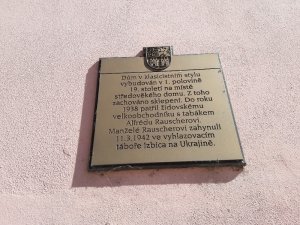 Dům v klasicistním stylu
vybudován v 1. polovině
19. století na místě
středověkého domu. Z toho
zachováno sklepení. Do roku
1938 patřil židovskému
velkoobchodníku s tabákem
Alfrédu Rauscherovi.
Manželé Rauscherovi zahynuli
11.3.1942 ve vyhlazovacím
táboře Izbica na Ukrajině.